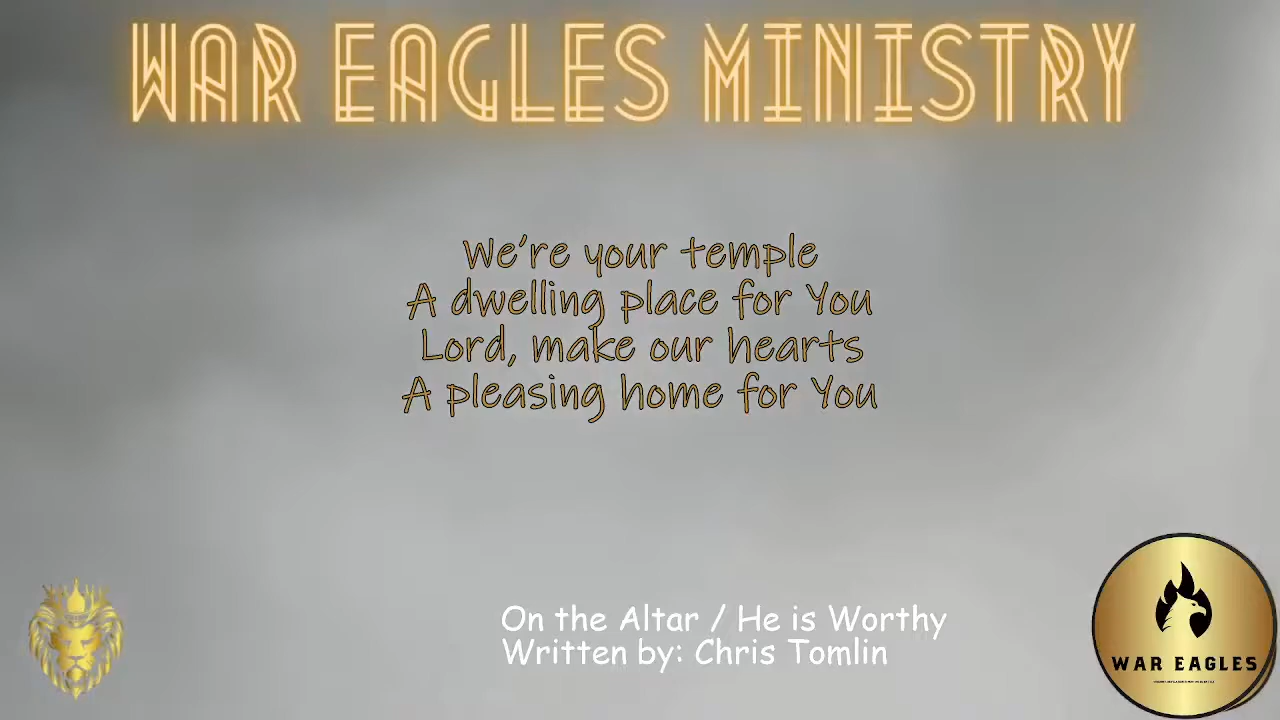 WAR EAGLES MINISTRY
We're your temple
A dwelling place for You
Lord, make our hearts
A pleasing home for You
On the Altar / He is Worthy
Written by: Chris Tomlin
WAR EAGLES